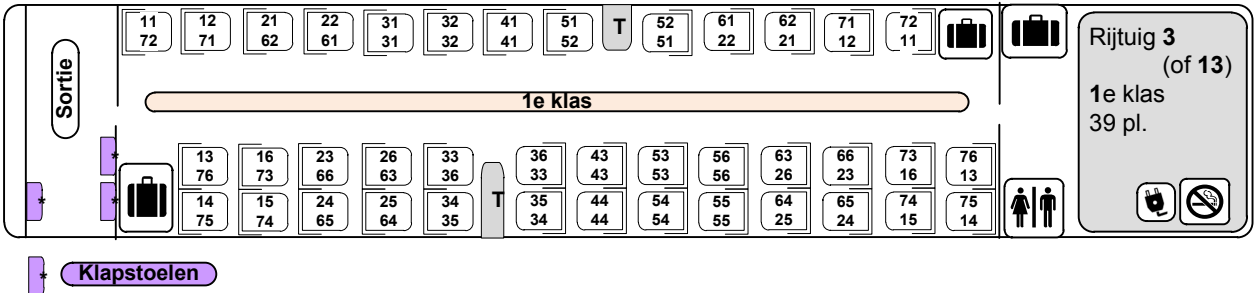 11 12 21 22 31 32 41 51 T 52 61 62 71 72
72 71 62 61 31 32 41 52 51 22 21 12 11
Rijtuig 3
(of 13)
1e klas
39 pl.
Sortie
1e klas
13 16 23 26 33 36 43 53 56 63 66 73 76
76 73 66 63 36 33 43 53 56 26 23 16 13
T
14 15 24 25 34 35 44 54 55 64 65 74 75
75 74 65 64 35 34 44 54 55 25 24 15 14
*
*
*
* Klapstoelen